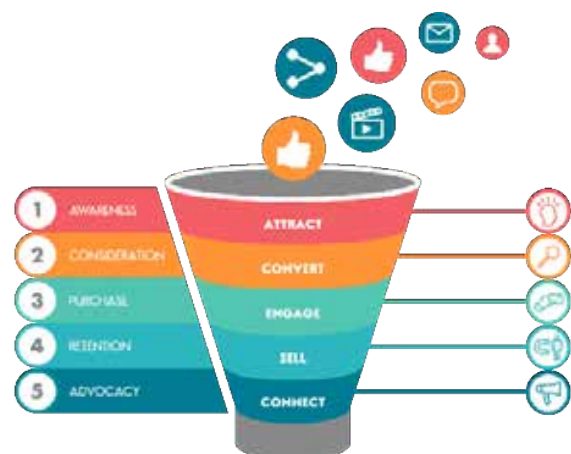 1 AWARENESS ATTRACT
2 CONSIDERATION CONVERT
3 PURCHASE ENGAGE
4 RETENTION SELL
5 ADVOCACY CONNECT